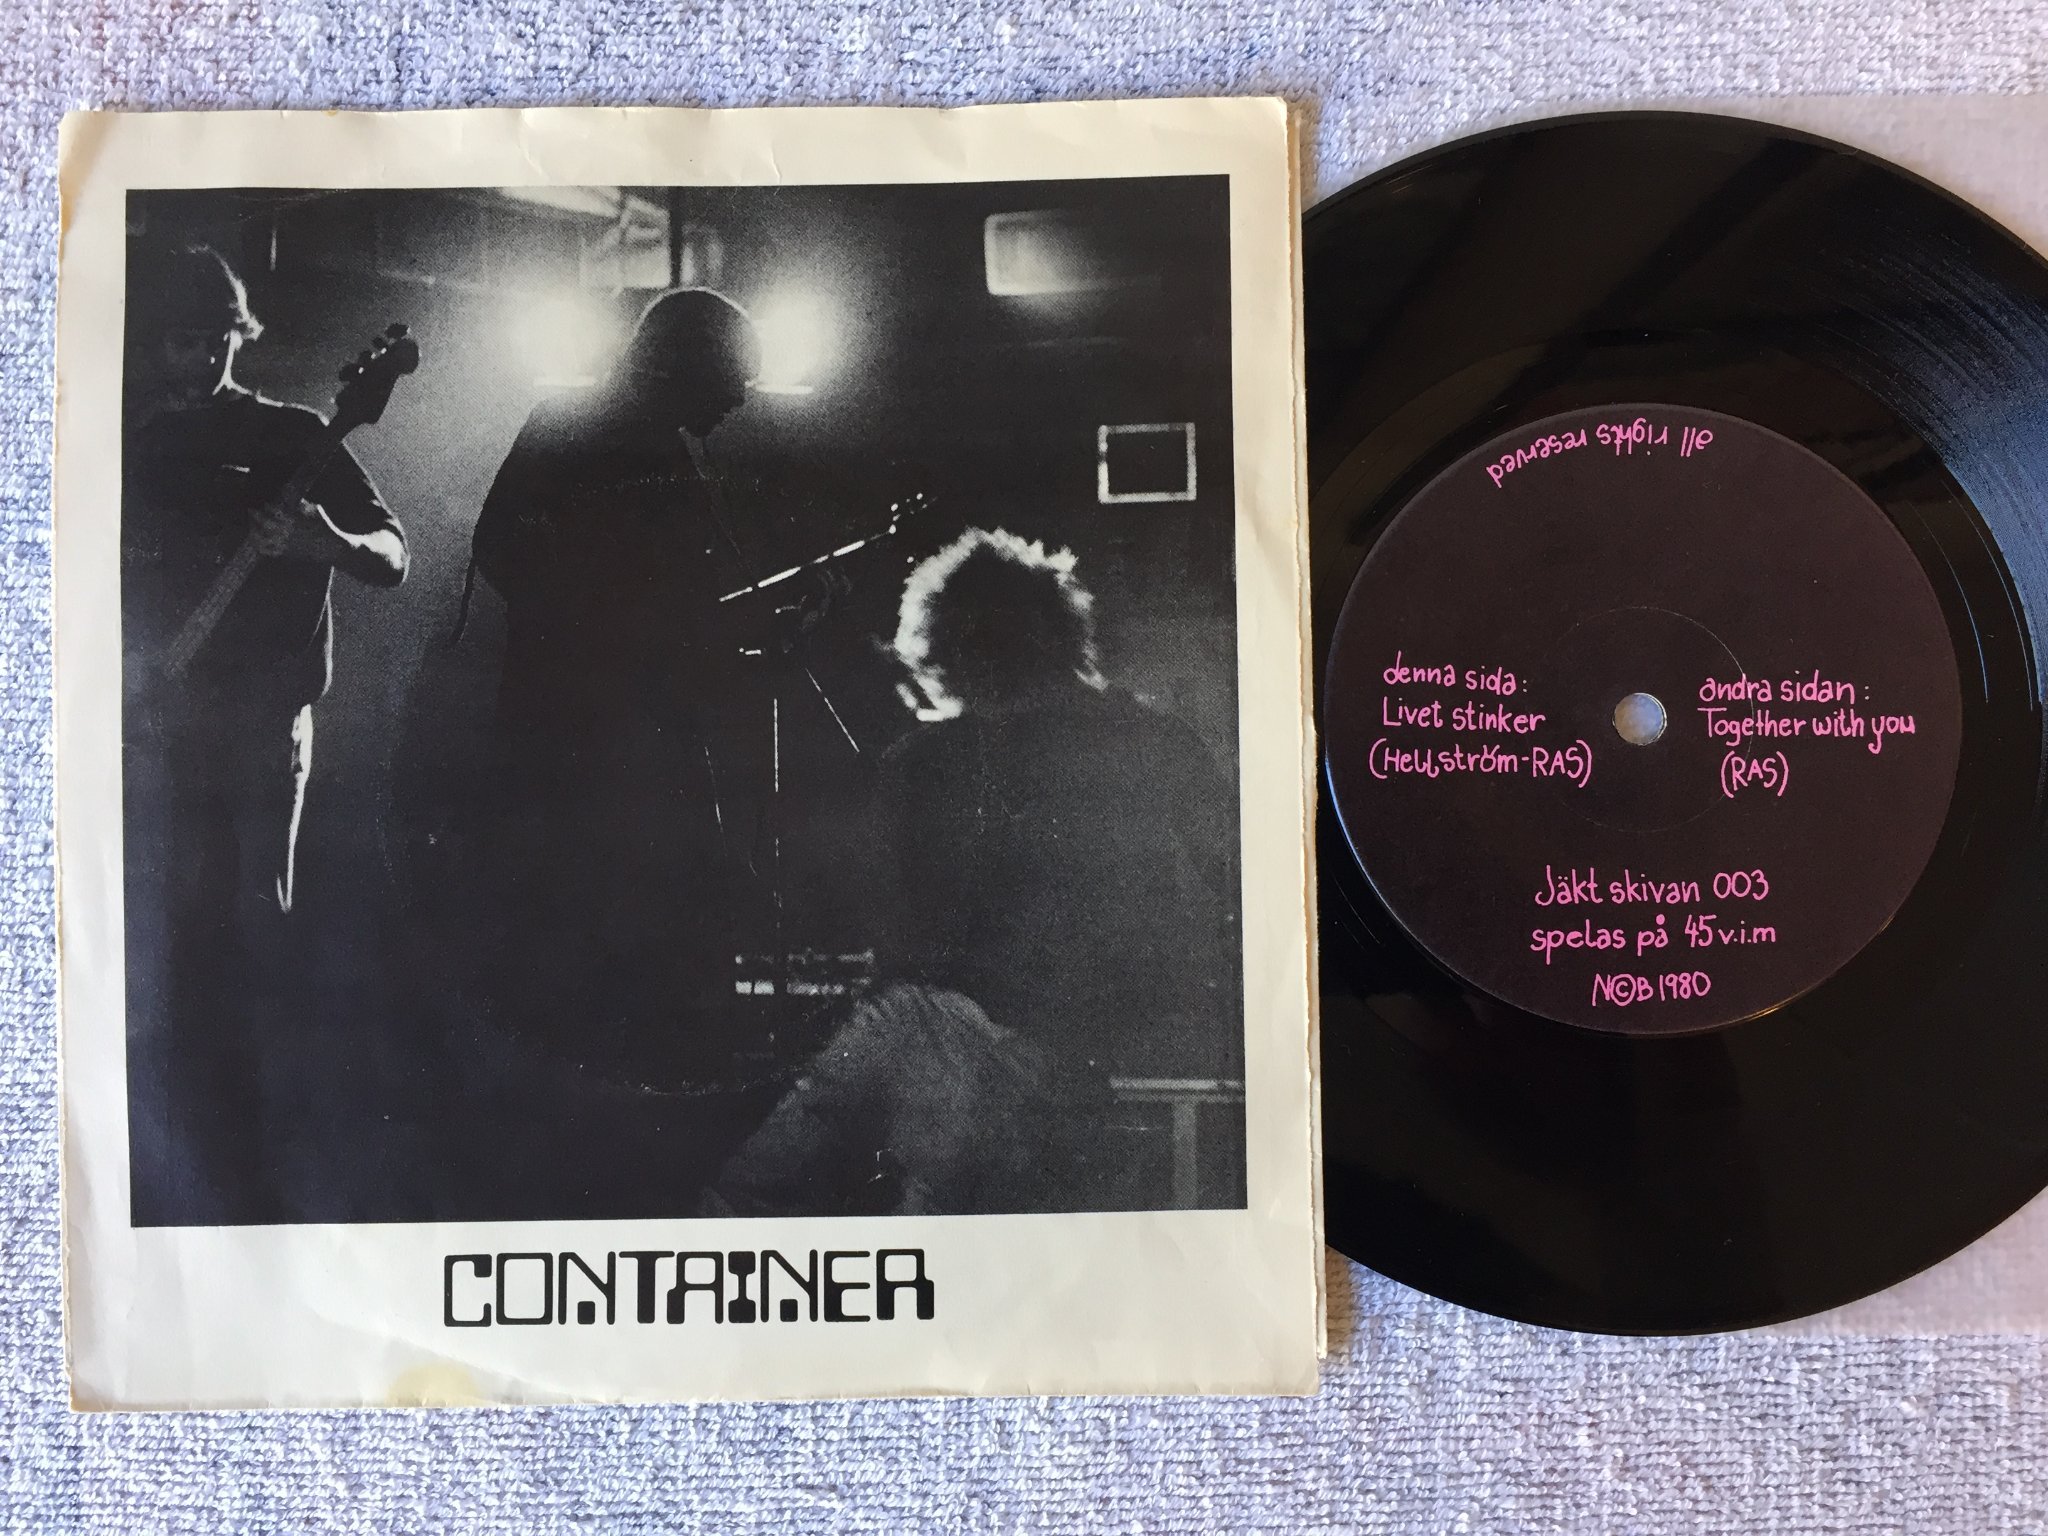 CONTAINER
all rights reserved
denna sida:
Livet stinker
(Hellström-RAS)
andra sidan:
Together with you
(RAS)
Jäkt skivan 003
spelas på 45 v.i.m
N©B 1980